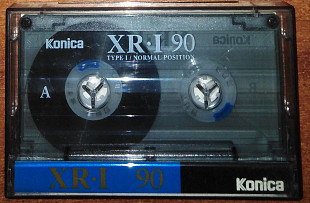 Konica XR·I 90 Konica
TYPE I / NORMAL POSITION
A
XR·I 90 Konica